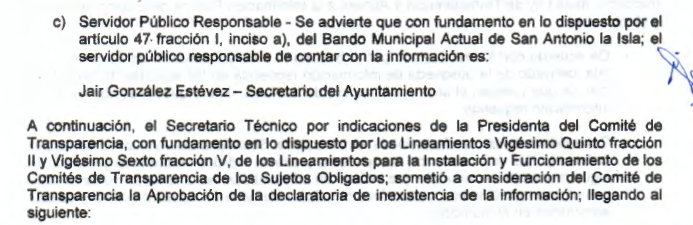 c) Servidor Público Responsable - Se advierte que con fundamento en lo dispuesto por el
artículo 47 fracción I, inciso a), del Bando Municipal Actual de San Antonio la Isla; el
servidor público responsable de contar con la información es:
Jair González Estévez – Secretario del Ayuntamiento
A continuación, el Secretario Técnico por indicaciones de la Presidenta del Comité de
Transparencia, con fundamento en lo dispuesto por los Lineamientos Vigésimo Quinto fracción
II y Vigésimo Sexto fracción V, de los Lineamientos para la Instalación y Funcionamiento de los
Comités de Transparencia de los Sujetos Obligados; sometió a consideración del Comité de
Transparencia la Aprobación de la declaratoria de inexistencia de la información; llegando al
siguiente: